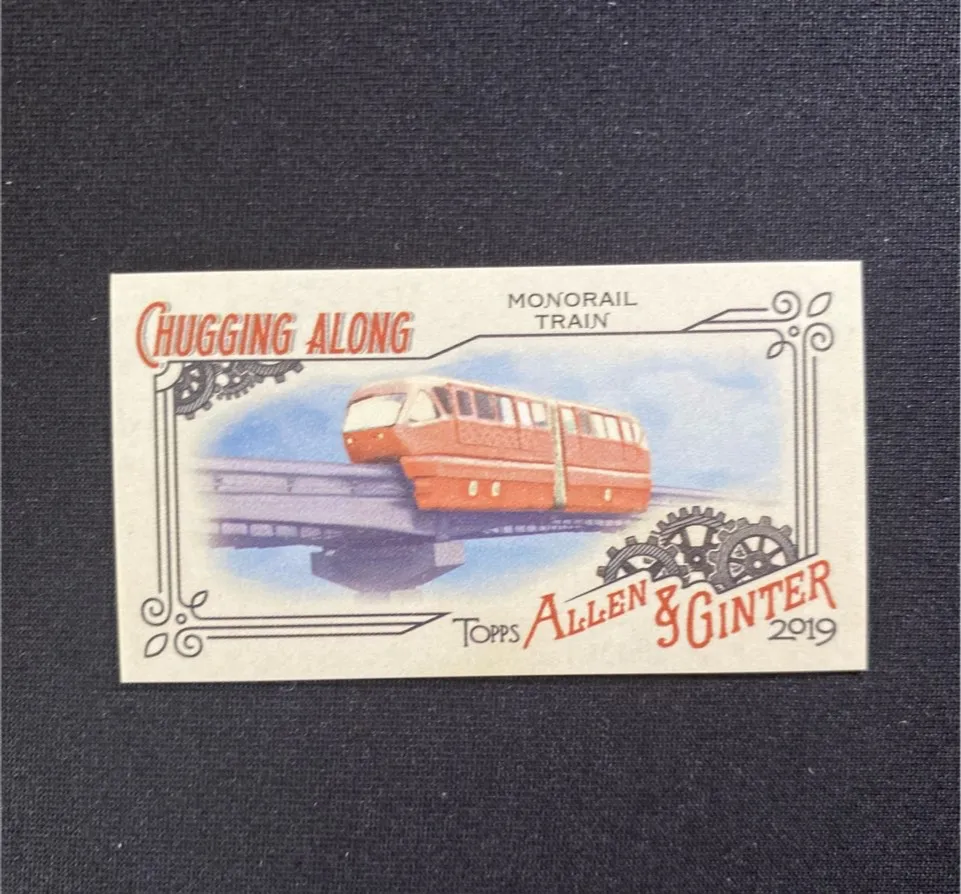 CHUGGING ALONG
MONORAIL
TRAIN
TOPPS ALLEN & GINTER
2019